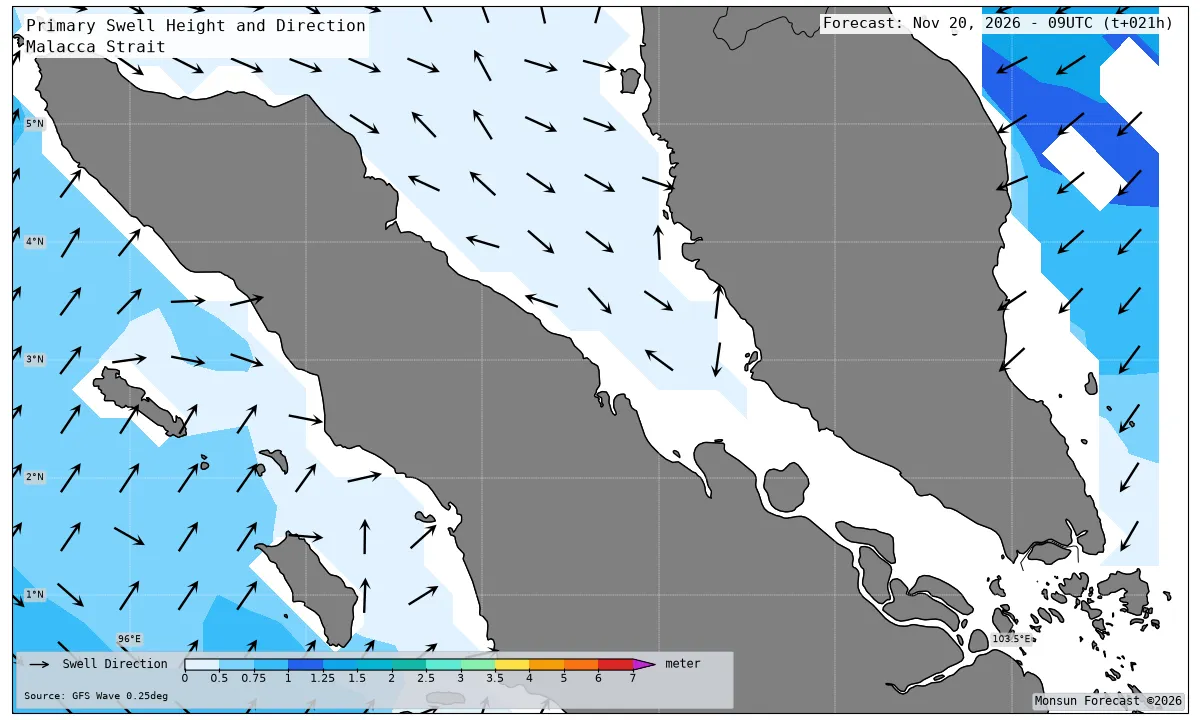 Primary Swell Height and Direction
Malacca Strait
Forecast: Nov 20, 2026 - 09UTC (t+021h)
5°N
4°N
3°N
2°N
1°N
96°E
103.5°E
Swell Direction
0 0.5 0.75 1 1.25 1.5 2 2.5 3 3.5 4 5 6 7
meter
Source: GFS Wave 0.25deg
Monsun Forecast ©2026